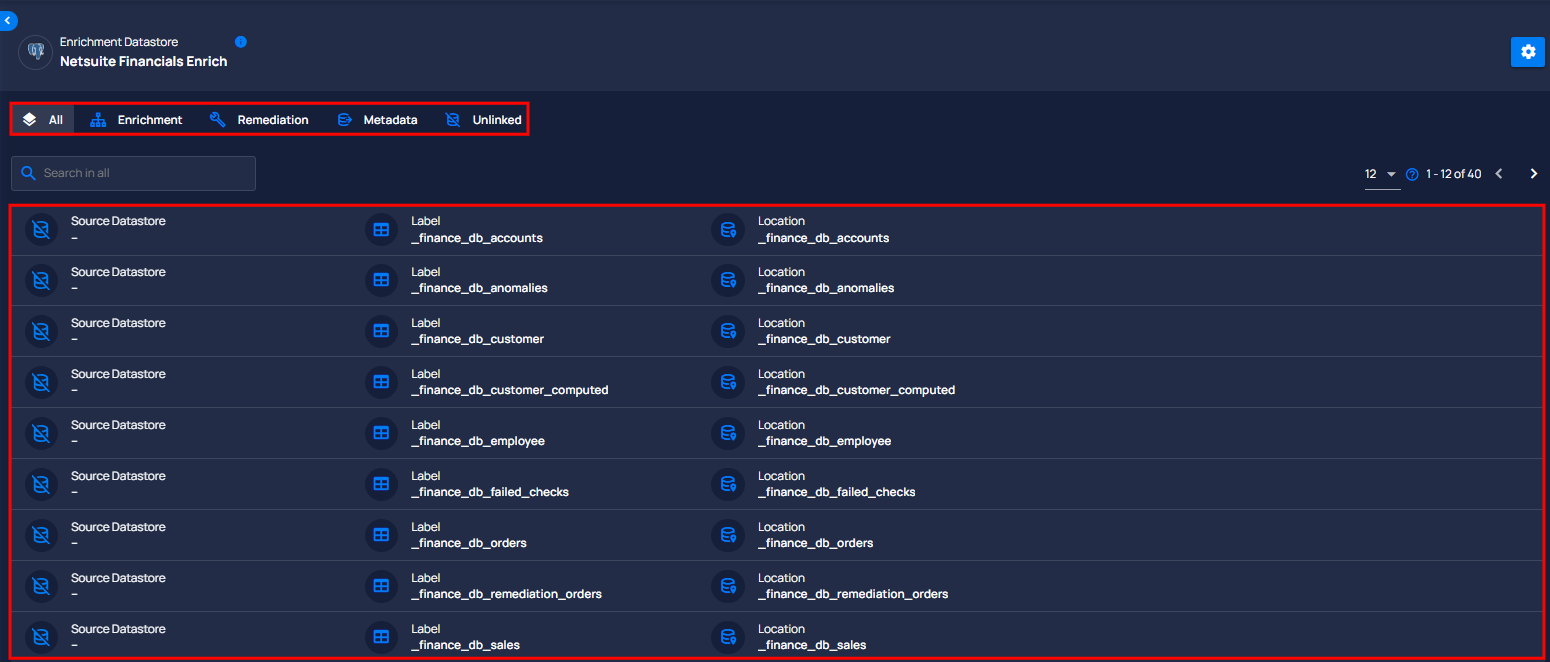 Enrichment Datastore
Netsuite Financials Enrich
All Enrichment Remediation Metadata Unlinked
Search in all
12 1 - 12 of 40
Source Datastore Label Location
– _finance_db_accounts _finance_db_accounts
Source Datastore Label Location
– _finance_db_anomalies _finance_db_anomalies
Source Datastore Label Location
– _finance_db_customer _finance_db_customer
Source Datastore Label Location
– _finance_db_customer_computed _finance_db_customer_computed
Source Datastore Label Location
– _finance_db_employee _finance_db_employee
Source Datastore Label Location
– _finance_db_failed_checks _finance_db_failed_checks
Source Datastore Label Location
– _finance_db_orders _finance_db_orders
Source Datastore Label Location
– _finance_db_remediation_orders _finance_db_remediation_orders
Source Datastore Label Location
– _finance_db_sales _finance_db_sales